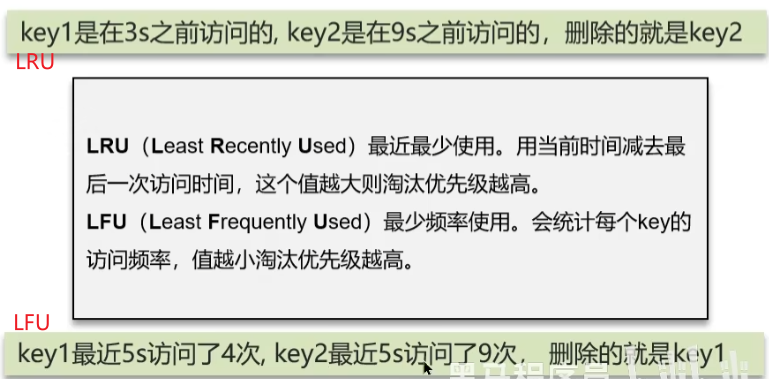 key1是在3s之前访问的, key2是在9s之前访问的，删除的就是key2
LRU
LRU（Least Recently Used）最近最少使用。用当前时间减去最
后一次访问时间，这个值越大则淘汰优先级越高。
LFU（Least Frequently Used）最少频率使用。会统计每个key的
访问频率，值越小淘汰优先级越高。
LFU
key1最近5s访问了4次, key2最近5s访问了9次， 删除的就是key1
黑马程序员